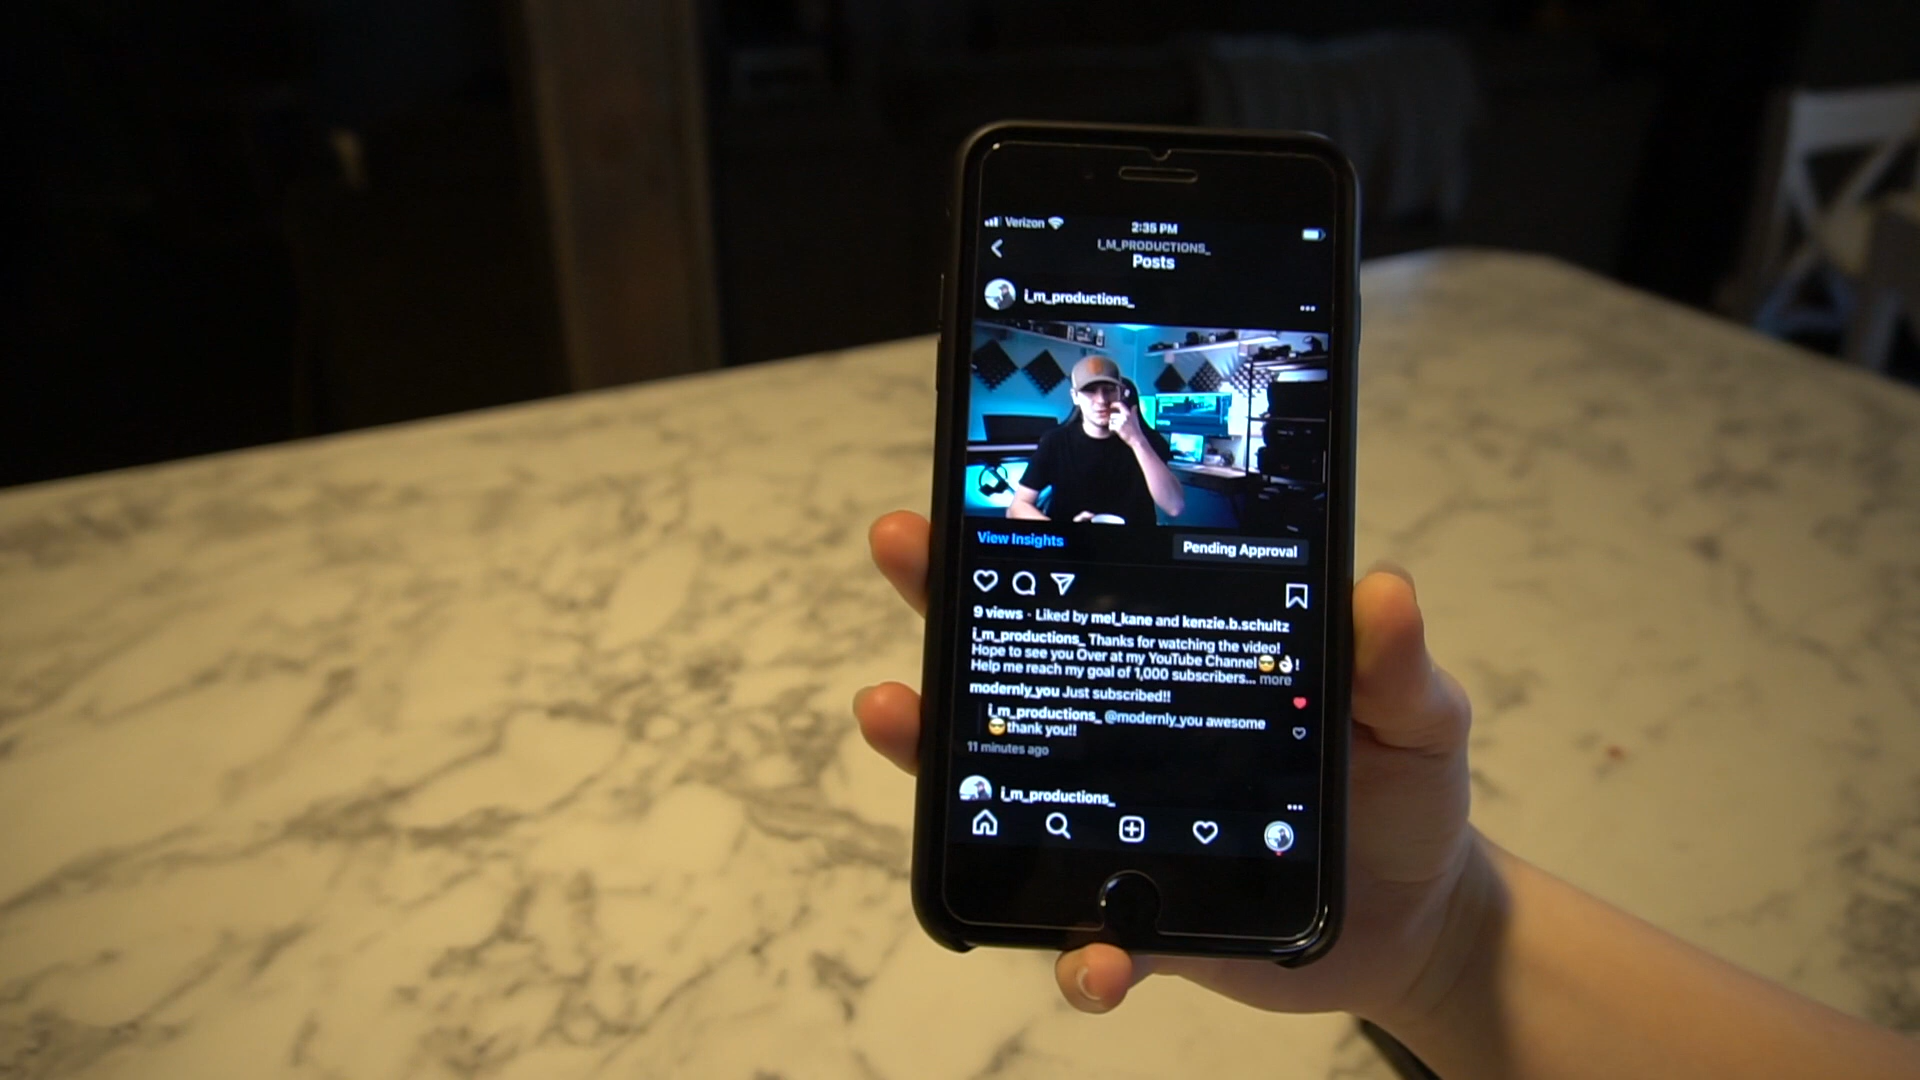 Verizon
2:35 PM
I_M_PRODUCTIONS_
Posts
i_m_productions_
View Insights
Pending Approval
9 views · Liked by mel_kane and kenzie.b.schultz
i_m_productions_ Thanks for watching the video!
Hope to see you Over at my YouTube Channel😎👌🏻!
Help me reach my goal of 1,000 subscribers... more
modernly_you Just subscribed!!
i_m_productions_ @modernly_you awesome
😎thank you!!
11 minutes ago
i_m_productions_